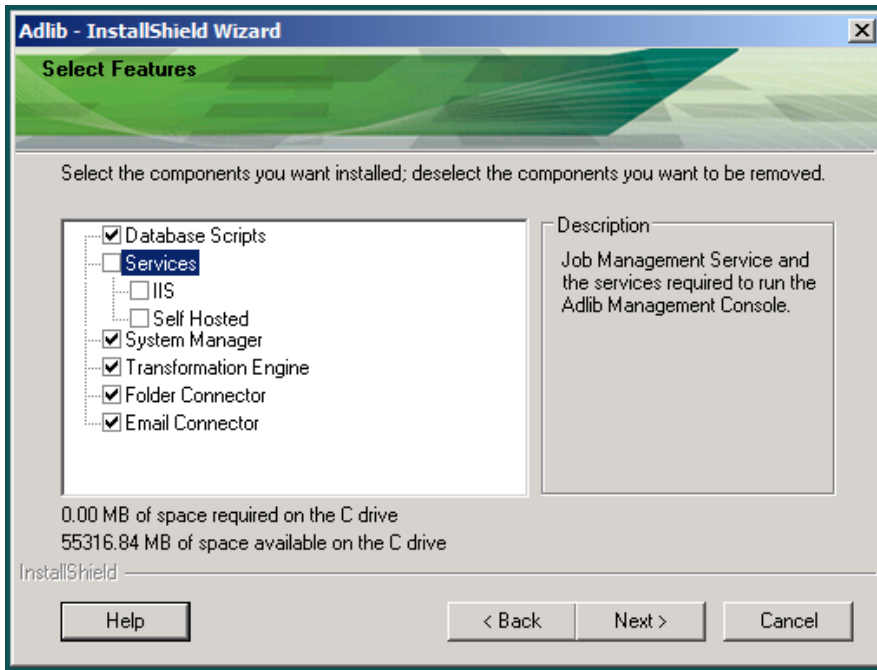 Adlib - InstallShield Wizard
Select Features
Select the components you want installed; deselect the components you want to be removed.
Database Scripts
Services
IIS
Self Hosted
System Manager
Transformation Engine
Folder Connector
Email Connector
Description
Job Management Service and
the services required to run the
Adlib Management Console.
0.00 MB of space required on the C drive
55316.84 MB of space available on the C drive
InstallShield
Help
< Back
Next >
Cancel